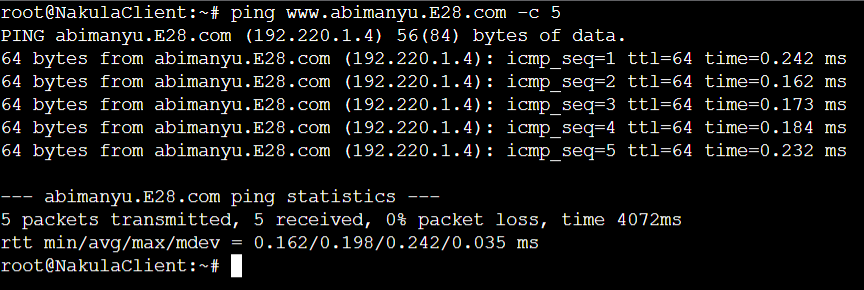 root@NakulaClient:~# ping www.abimanyu.E28.com -c 5
PING abimanyu.E28.com (192.220.1.4) 56(84) bytes of data.
64 bytes from abimanyu.E28.com (192.220.1.4): icmp_seq=1 ttl=64 time=0.242 ms
64 bytes from abimanyu.E28.com (192.220.1.4): icmp_seq=2 ttl=64 time=0.162 ms
64 bytes from abimanyu.E28.com (192.220.1.4): icmp_seq=3 ttl=64 time=0.173 ms
64 bytes from abimanyu.E28.com (192.220.1.4): icmp_seq=4 ttl=64 time=0.184 ms
64 bytes from abimanyu.E28.com (192.220.1.4): icmp_seq=5 ttl=64 time=0.232 ms

--- abimanyu.E28.com ping statistics ---
5 packets transmitted, 5 received, 0% packet loss, time 4072ms
rtt min/avg/max/mdev = 0.162/0.198/0.242/0.035 ms
root@NakulaClient:~#